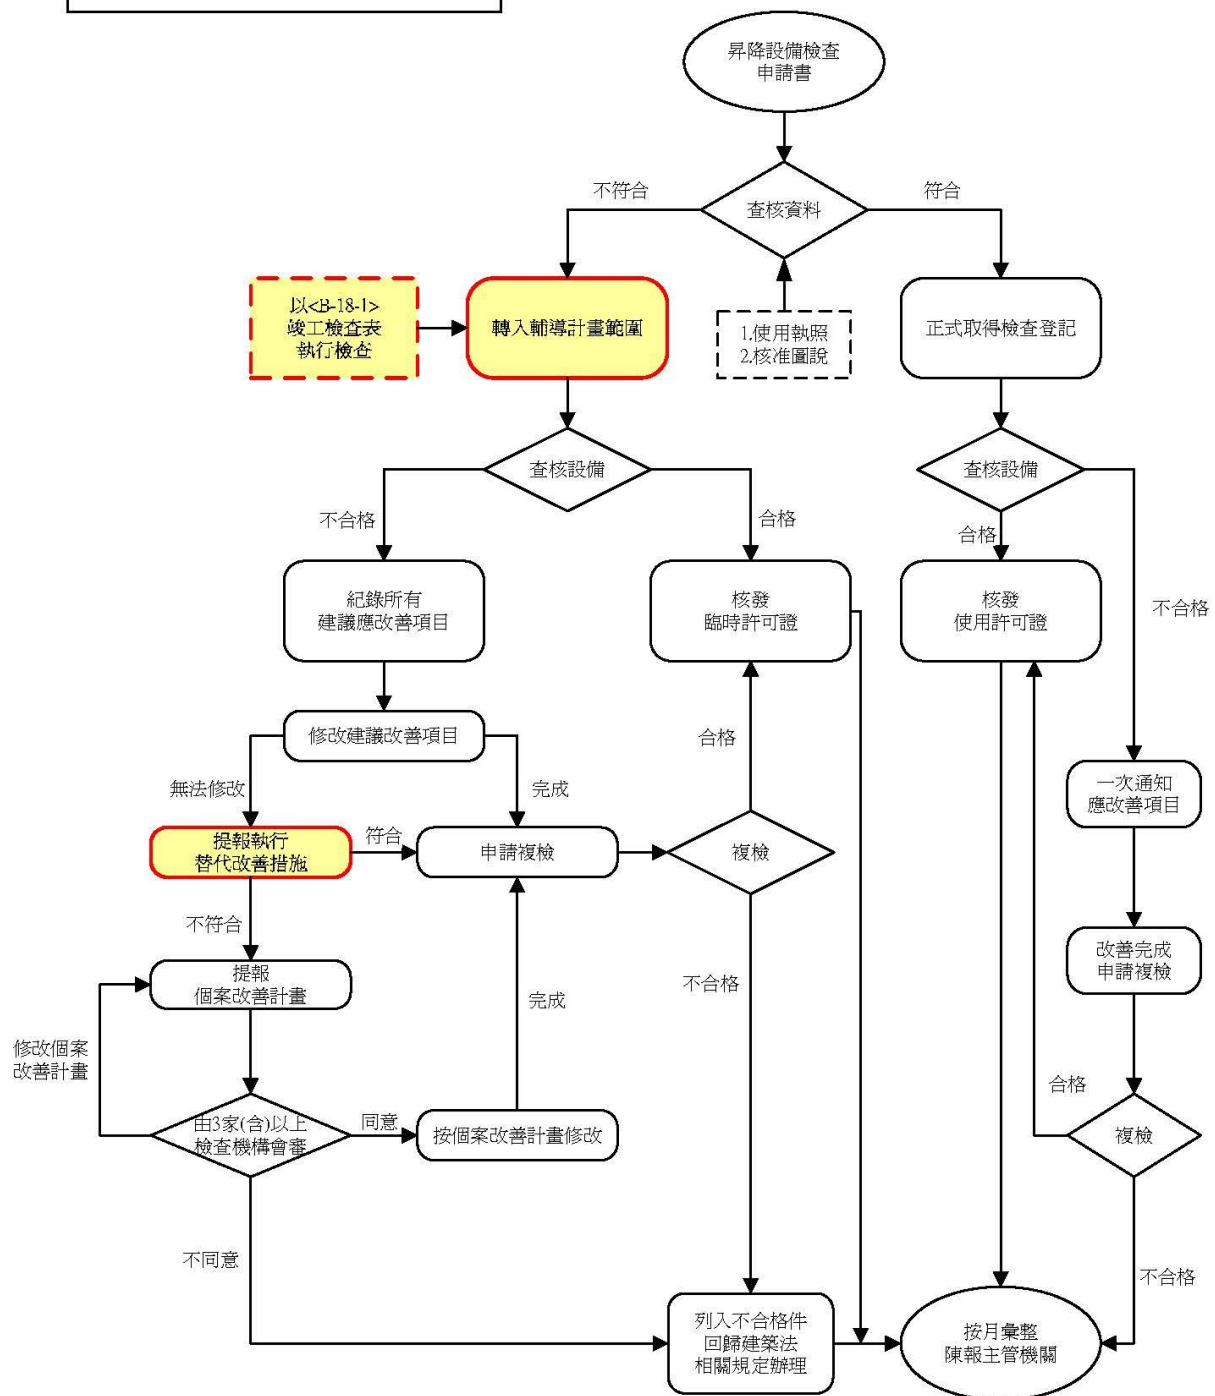 昇降設備檢查
申請書
不符合
查核資料
符合
以<B-18-1>
竣工檢查表
執行檢查
轉入輔導計畫範圍
1.使用執照
2.核准圖說
正式取得檢查登記
查核設備
查核設備
不合格
合格
合格
不合格
紀錄所有
建議應改善項目
核發
臨時許可證
核發
使用許可證
修改建議改善項目
合格
無法修改
完成
一次通知
應改善項目
提報執行
替代改善措施
符合
申請複檢
複檢
不符合
改善完成
申請複檢
提報
個案改善計畫
完成
不合格
修改個案
改善計畫
合格
由3家(含)以上
檢查機構會審
同意
按個案改善計畫修改
複檢
不同意
不合格
列入不合格件
回歸建築法
相關規定辦理
按月彙整
陳報主管機關